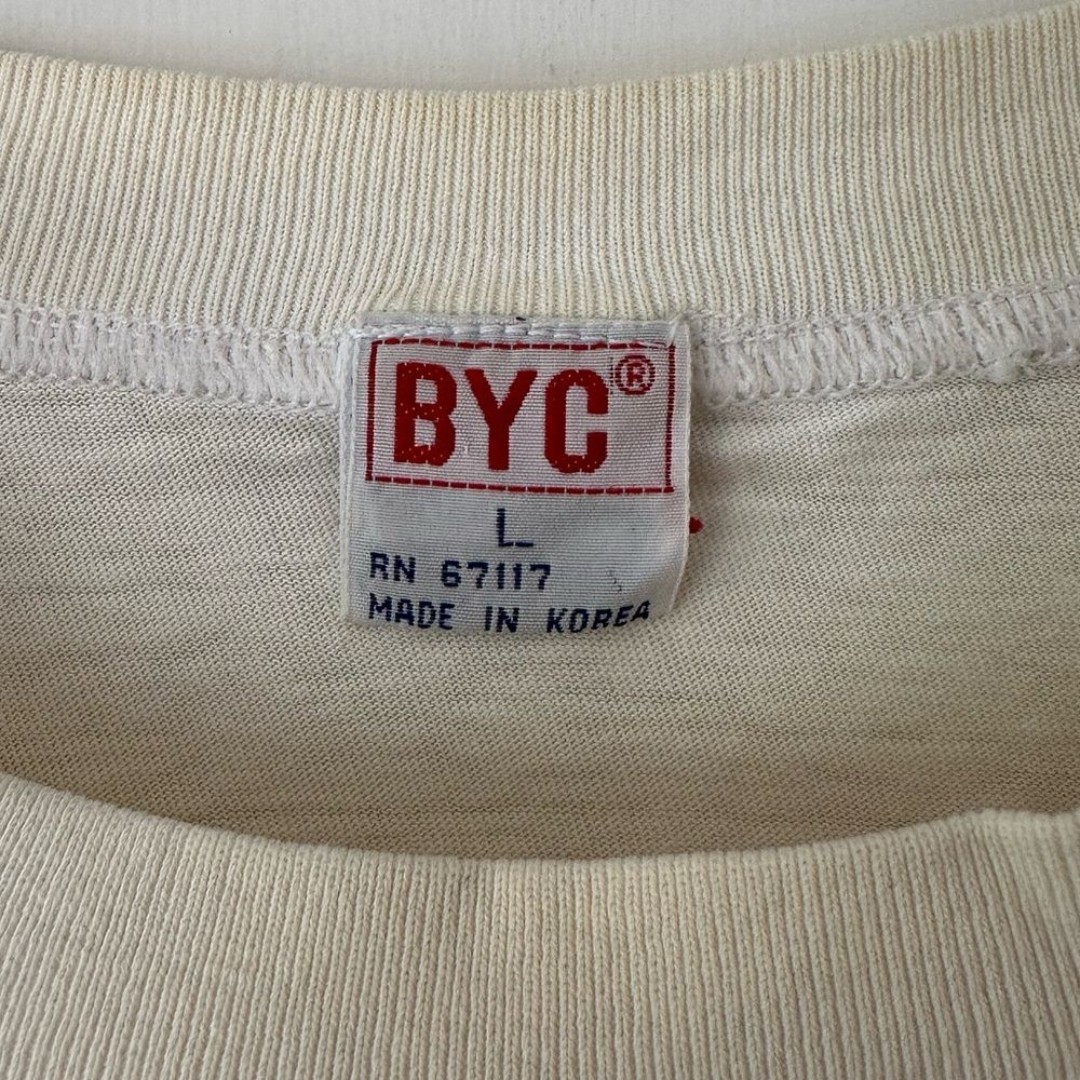 BYC®
L
RN 67117
MADE IN KOREA